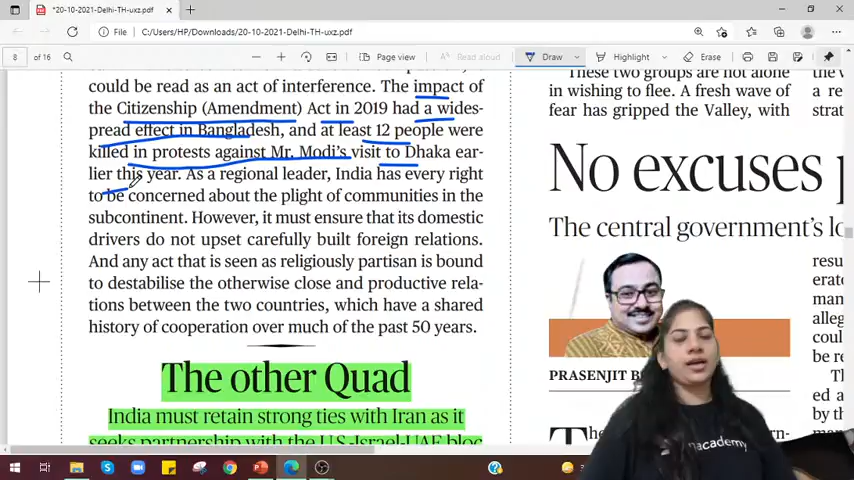 *20-10-2021-Delhi-TH-uxz.pdf
File
C:/Users/HP/Downloads/20-10-2021-Delhi-TH-uxz.pdf
8 of 16
Page view
Read aloud
Draw
Highlight
Erase
could be read as an act of interference. The impact of
the Citizenship (Amendment) Act in 2019 had a wides-
pread effect in Bangladesh, and at least 12 people were
killed in protests against Mr. Modi's visit to Dhaka ear-
lier this year. As a regional leader, India has every right
to be concerned about the plight of communities in the
subcontinent. However, it must ensure that its domestic
drivers do not upset carefully built foreign relations.
And any act that is seen as religiously partisan is bound
to destabilise the otherwise close and productive rela-
tions between the two countries, which have a shared
history of cooperation over much of the past 50 years.
The other Quad
India must retain strong ties with Iran as it
seeks partnership with the U.S.-Israel-UAE bloc
These two groups are not alone
in wishing to flee. A fresh wave of
fear has gripped the Valley, with
No excuses
The central government's
PRASENJIT